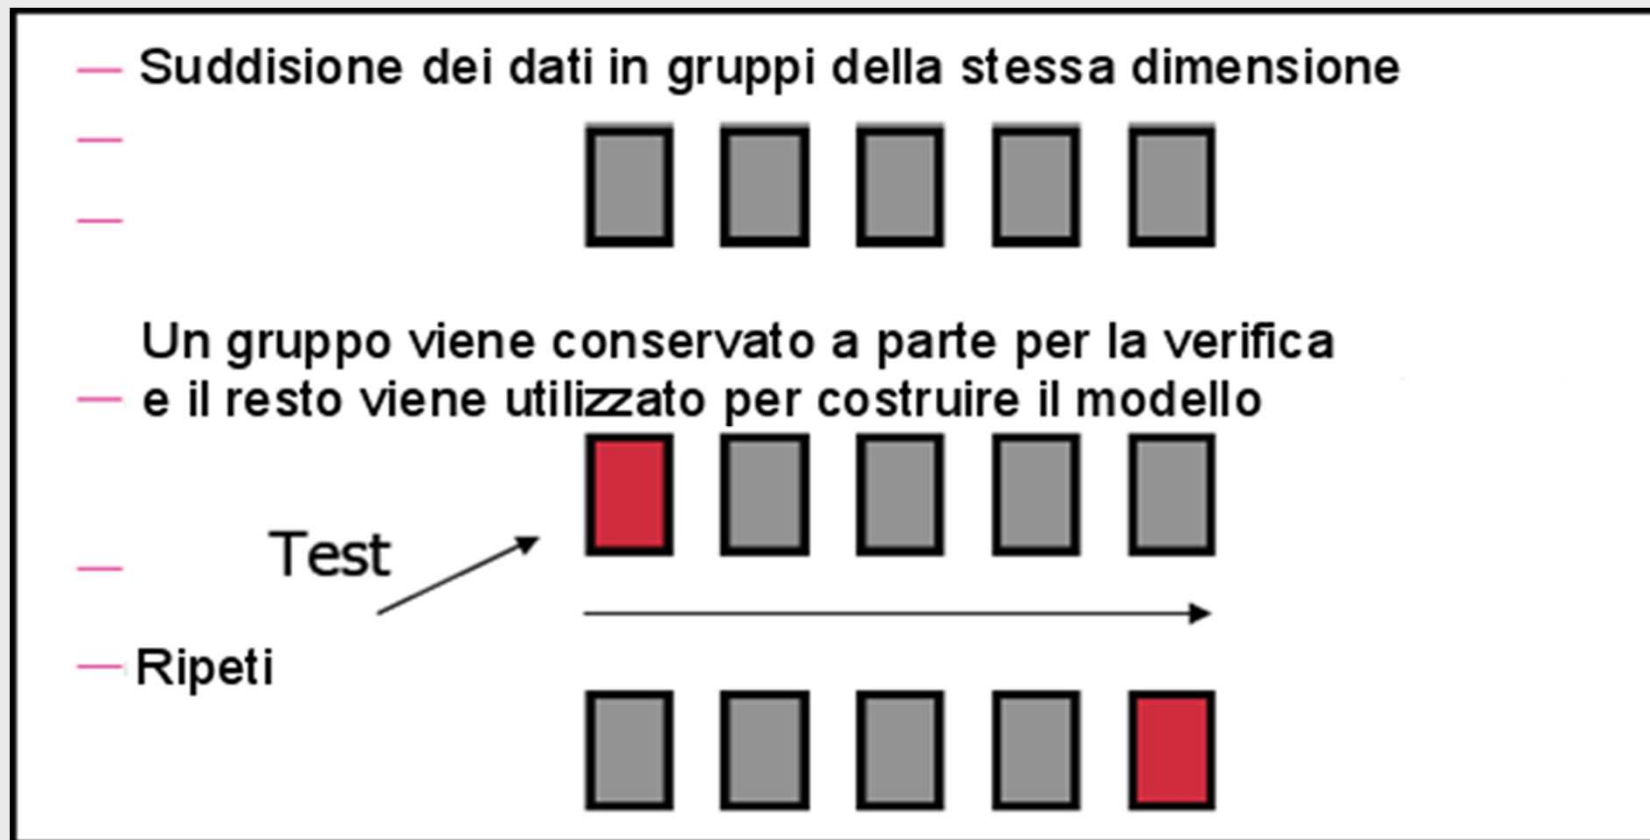 Suddisione dei dati in gruppi della stessa dimensione
Un gruppo viene conservato a parte per la verifica
e il resto viene utilizzato per costruire il modello
Test
Ripeti